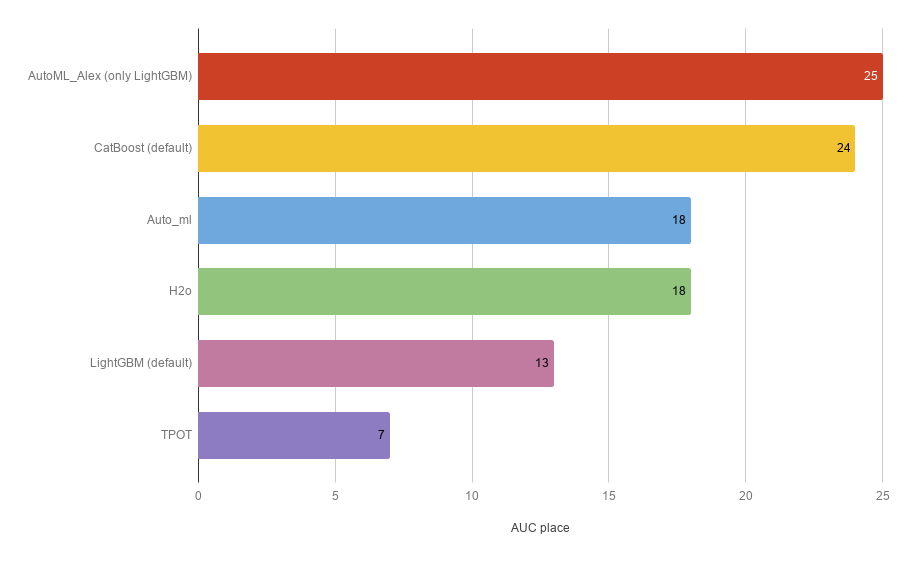 AutoML_Alex (only LightGBM)
25
CatBoost (default)
24
Auto_ml
18
H2o
18
LightGBM (default)
13
TPOT
7
0 5 10 15 20 25
AUC place